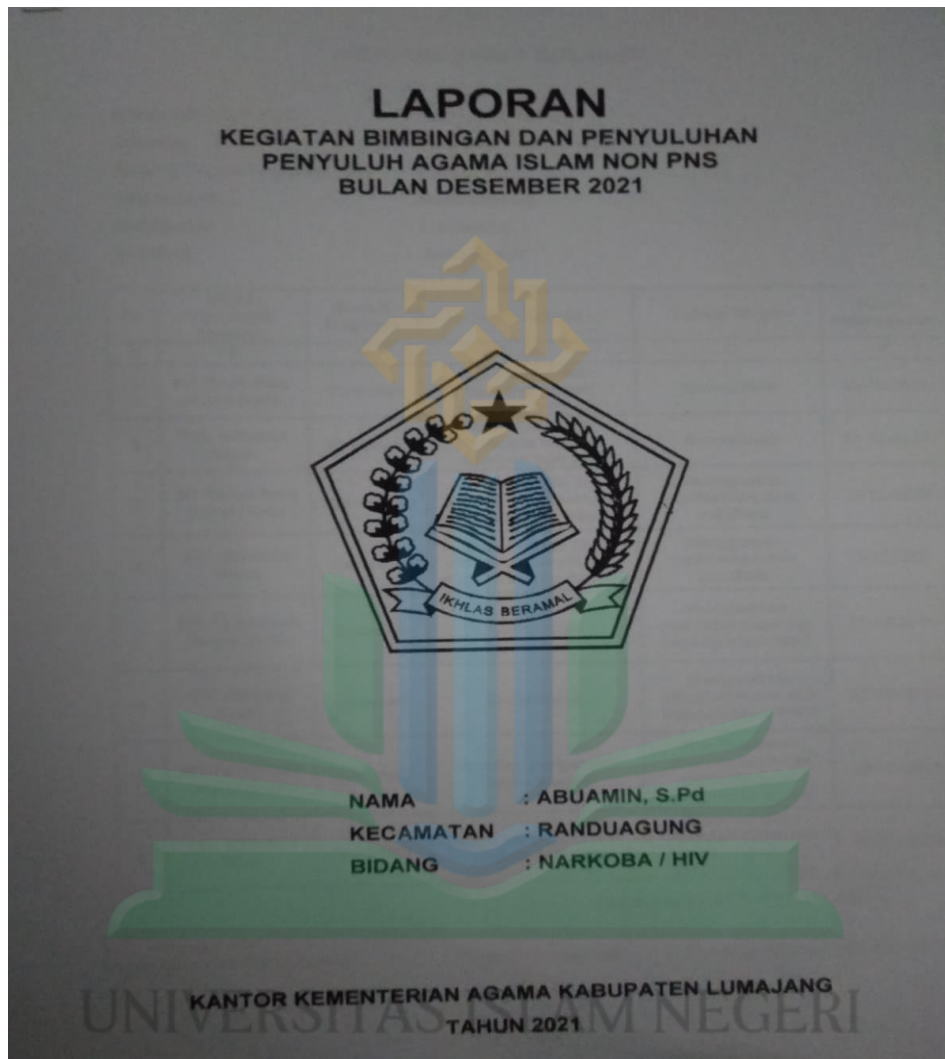 LAPORAN
KEGIATAN BIMBINGAN DAN PENYULUHAN
PENYULUH AGAMA ISLAM NON PNS
BULAN DESEMBER 2021
IKHLAS BERAMAL
NAMA : ABUAMIN, S.Pd
KECAMATAN : RANDUAGUNG
BIDANG : NARKOBA / HIV
KANTOR KEMENTERIAN AGAMA KABUPATEN LUMAJANG
TAHUN 2021
UNIVERSITAS ISLAM NEGERI